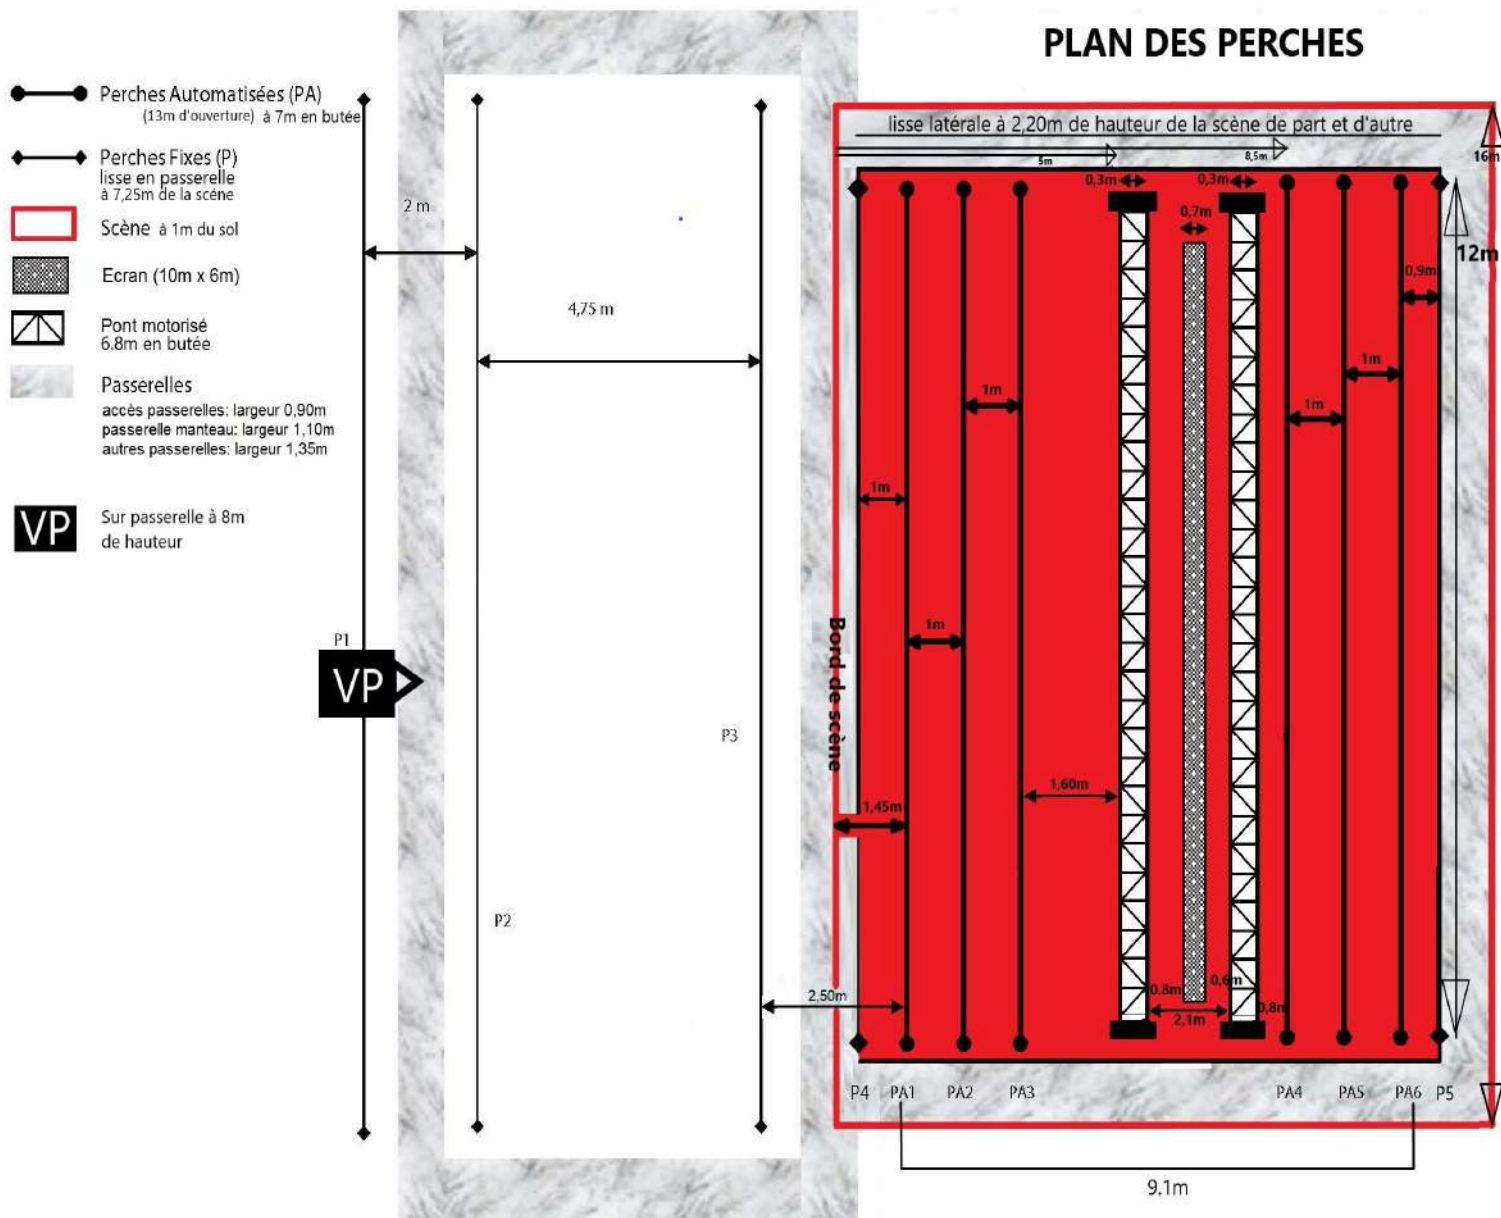 PLAN DES PERCHES
Perches Automatisées (PA)
(13m d'ouverture) à 7m en butée
Perches Fixes (P)
lisse en passerelle
à 7,25m de la scéne
Scène à 1m du sol
Ecran (10m x 6m)
Pont motorisé
6.8m en butée
Passerelles
accès passerelles: largeur 0,90m
passerelle manteau: largeur 1,10m
autres passerelles: largeur 1,35m
VP
Sur passerelle à 8m
de hauteur
2 m
4,75 m
P1
VP
P2
P3
2,50m
lisse latérale à 2,20m de hauteur de la scène de part et d'autre
5m
8,5m
16m
0,3m
0,3m
0,7m
12m
0,9m
1m
1m
1m
1m
1m
Bord de scène
1,60m
1,45m
0.8m
0,6m
2,1m
0,8m
P4
PA1
PA2
PA3
PA4
PA5
PA6
P5
9.1m